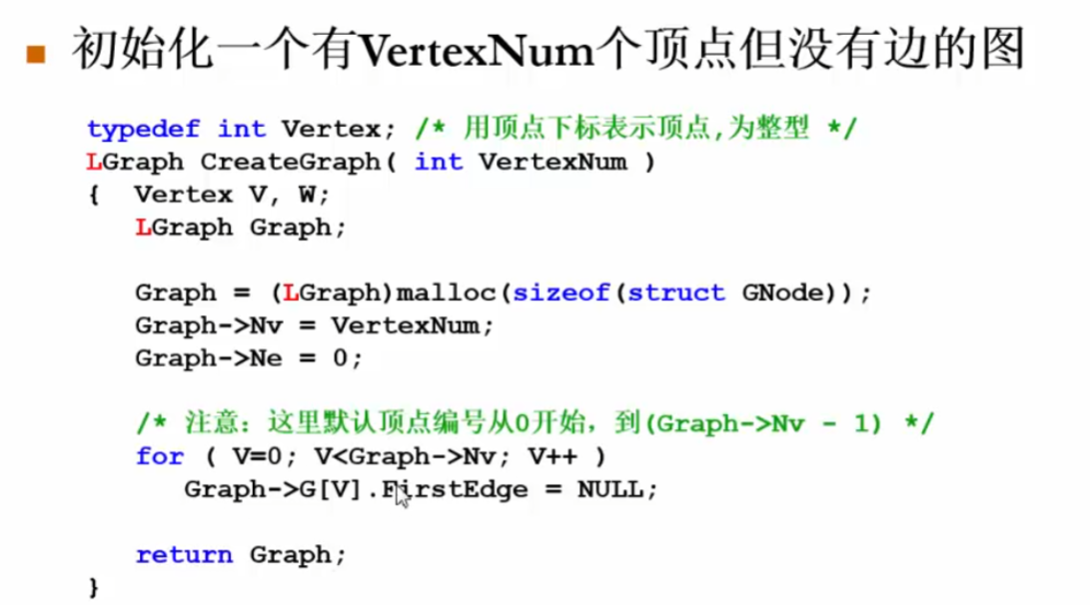 初始化一个有VertexNum个顶点但没有边的图
typedef int Vertex; /* 用顶点下标表示顶点,为整型 */
LGraph CreateGraph( int VertexNum )
{ Vertex V, W;
LGraph Graph;
Graph = (LGraph)malloc(sizeof(struct GNode));
Graph->Nv = VertexNum;
Graph->Ne = 0;
/* 注意：这里默认顶点编号从0开始，到(Graph->Nv - 1) */
for ( V=0; V<Graph->Nv; V++ )
Graph->G[V].FirstEdge = NULL;
return Graph;
}